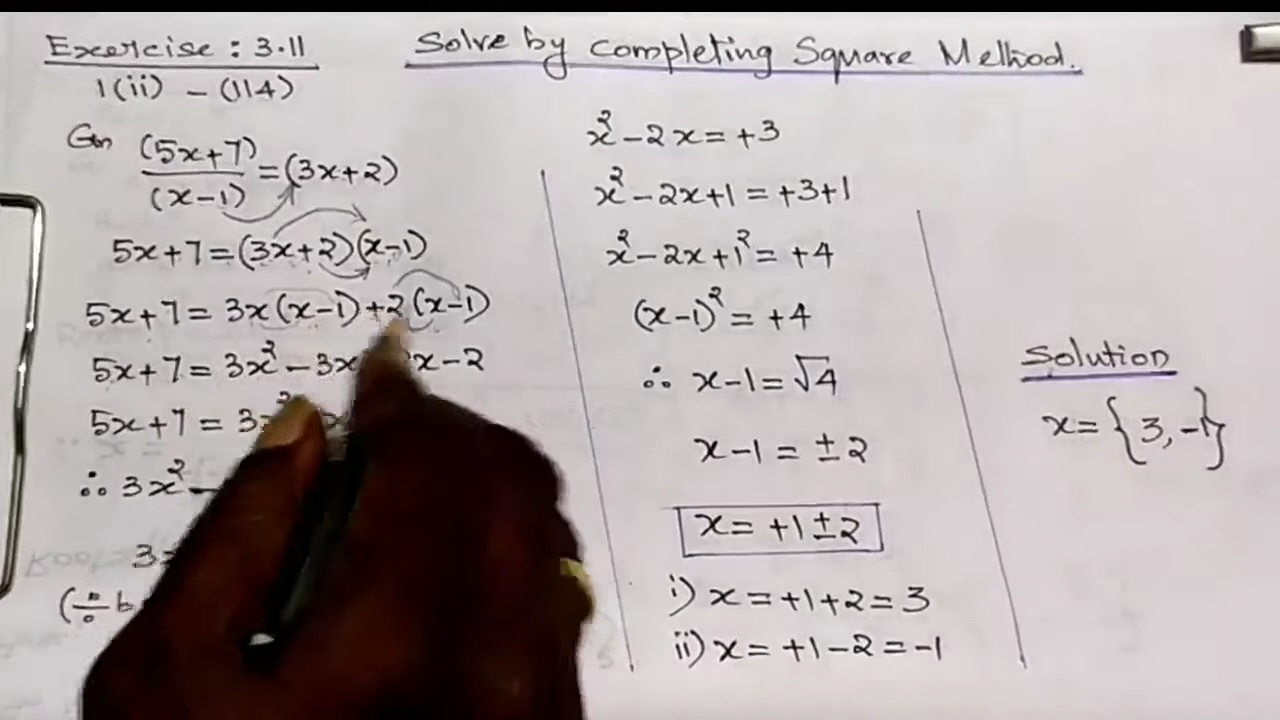 Exercise : 3.11
1(ii) - (114)
Solve by Completing Square Method.
Gn (5x+7)/(x-1) = (3x+2)
5x+7 = (3x+2)(x-1)
5x+7 = 3x(x-1)+2(x-1)
5x+7 = 3x² - 3x x-2
5x+7 = 3x²
∴ 3x² -
3
(÷ b
x² - 2x = +3
x² - 2x+1 = +3+1
x² - 2x+1² = +4
(x-1)² = +4
∴ x-1 = √4
x-1 = ±2
x = +1±2
i) x = +1+2 = 3
ii) x = +1-2 = -1
Solution
x = {3, -1}